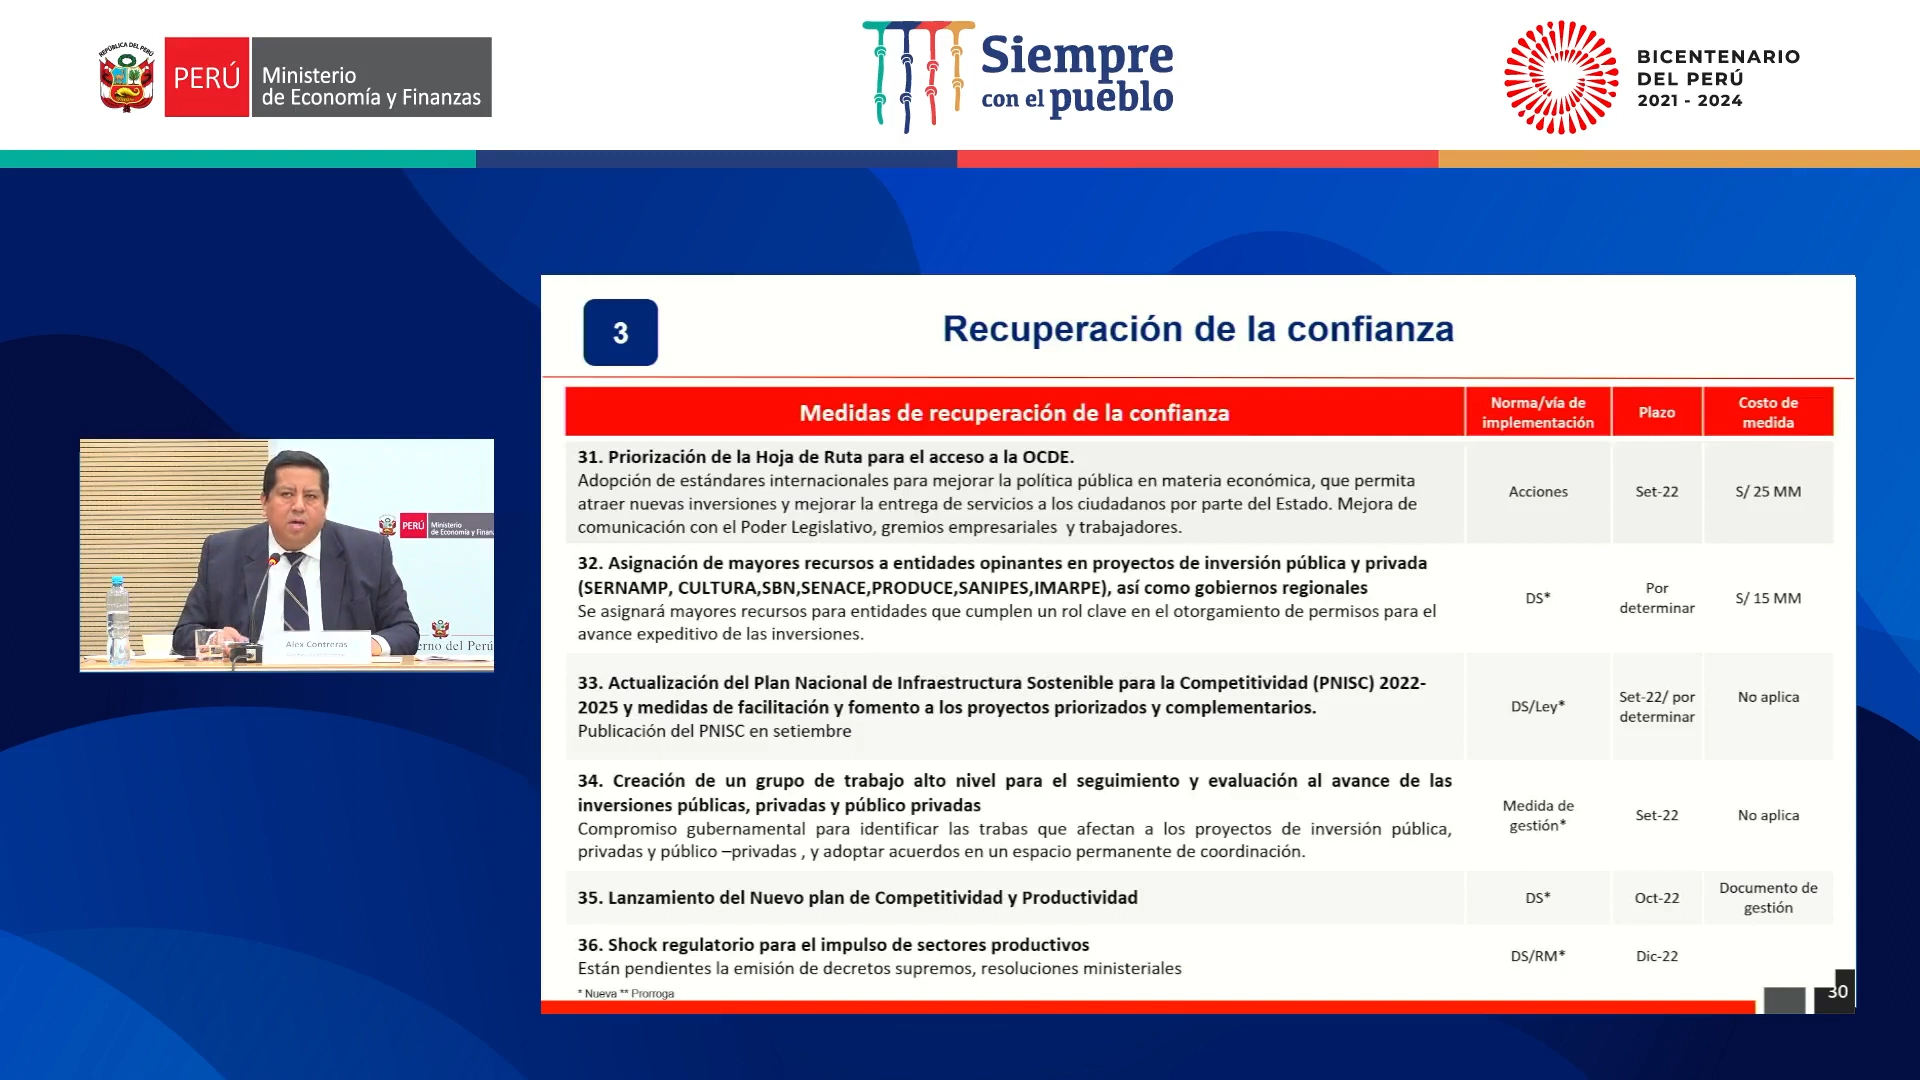 REPÚBLICA DEL PERÚ
PERÚ
Ministerio
de Economía y Finanzas
Siempre
con el pueblo
BICENTENARIO
DEL PERÚ
2021 - 2024
3
Recuperación de la confianza
Medidas de recuperación de la confianza
Norma/vía de
implementación
Plazo
Costo de
medida
31. Priorización de la Hoja de Ruta para el acceso a la OCDE.
Adopción de estándares internacionales para mejorar la política pública en materia económica, que permita
atraer nuevas inversiones y mejorar la entrega de servicios a los ciudadanos por parte del Estado. Mejora de
comunicación con el Poder Legislativo, gremios empresariales y trabajadores.
Acciones
Set-22
S/ 25 MM
32. Asignación de mayores recursos a entidades opinantes en proyectos de inversión pública y privada
(SERNAMP, CULTURA,SBN,SENACE,PRODUCE,SANIPES,IMARPE), así como gobiernos regionales
Se asignará mayores recursos para entidades que cumplen un rol clave en el otorgamiento de permisos para el
avance expeditivo de las inversiones.
DS*
Por
determinar
S/ 15 MM
33. Actualización del Plan Nacional de Infraestructura Sostenible para la Competitividad (PNISC) 2022-
2025 y medidas de facilitación y fomento a los proyectos priorizados y complementarios.
Publicación del PNISC en setiembre
DS/Ley*
Set-22/ por
determinar
No aplica
34. Creación de un grupo de trabajo alto nivel para el seguimiento y evaluación al avance de las
inversiones públicas, privadas y público privadas
Compromiso gubernamental para identificar las trabas que afectan a los proyectos de inversión pública,
privadas y público –privadas , y adoptar acuerdos en un espacio permanente de coordinación.
Medida de
gestión*
Set-22
No aplica
35. Lanzamiento del Nuevo plan de Competitividad y Productividad
DS*
Oct-22
Documento de
gestión
36. Shock regulatorio para el impulso de sectores productivos
Están pendientes la emisión de decretos supremos, resoluciones ministeriales
DS/RM*
Dic-22
* Nueva ** Prorroga
30
PERÚ
Ministerio
de Economía y Finan
Alex Contreras
erno del Perú